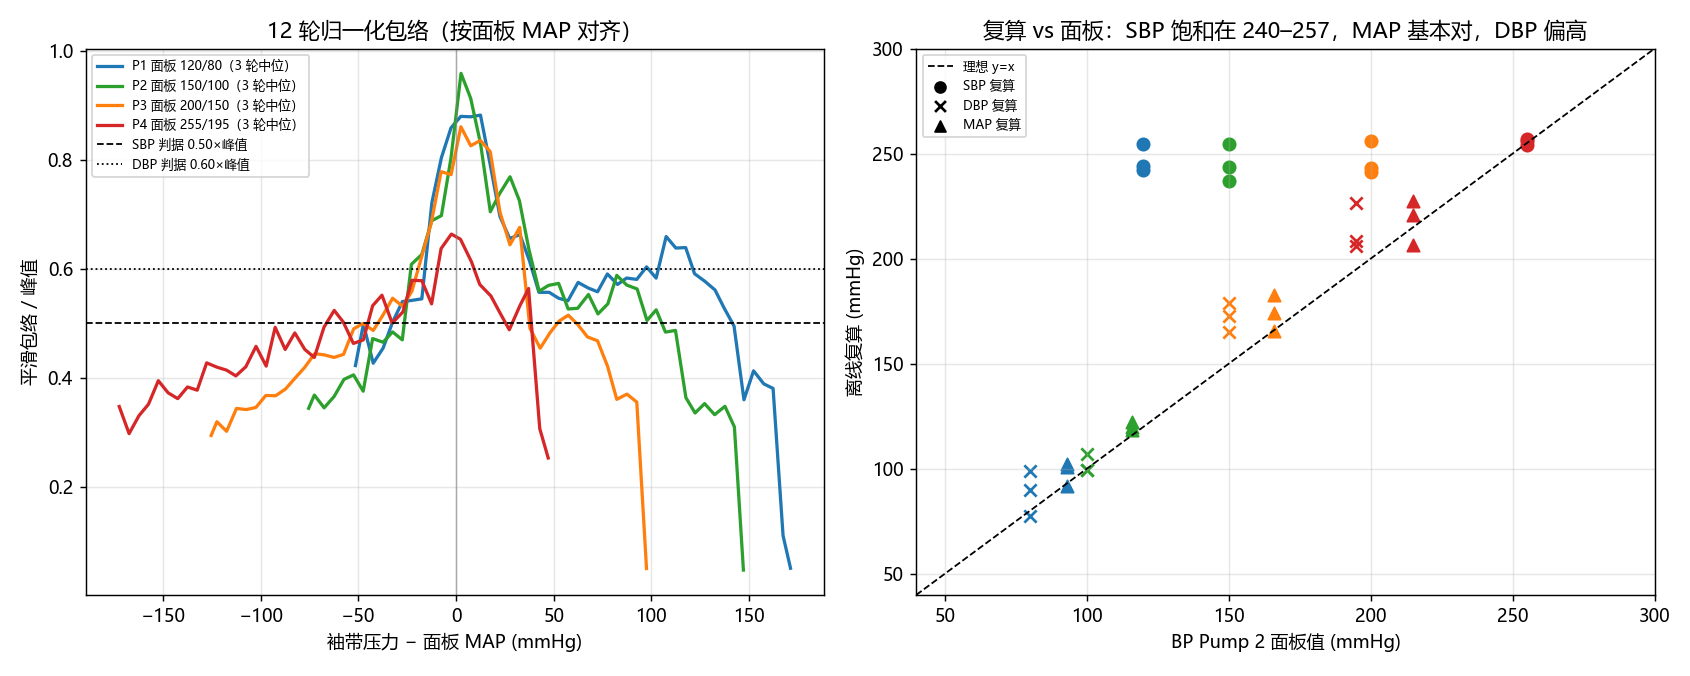 12 轮归一化包络（按面板 MAP 对齐）
1.0
0.8
0.6
0.4
0.2
平滑包络 / 峰值
P1 面板 120/80（3 轮中位）
P2 面板 150/100（3 轮中位）
P3 面板 200/150（3 轮中位）
P4 面板 255/195（3 轮中位）
SBP 判据 0.50×峰值
DBP 判据 0.60×峰值
−150
−100
−50
0
50
100
150
袖带压力 − 面板 MAP (mmHg)
复算 vs 面板：SBP 饱和在 240–257，MAP 基本对，DBP 偏高
300
250
200
150
100
50
离线复算 (mmHg)
理想 y=x
SBP 复算
DBP 复算
MAP 复算
50
100
150
200
250
300
BP Pump 2 面板值 (mmHg)